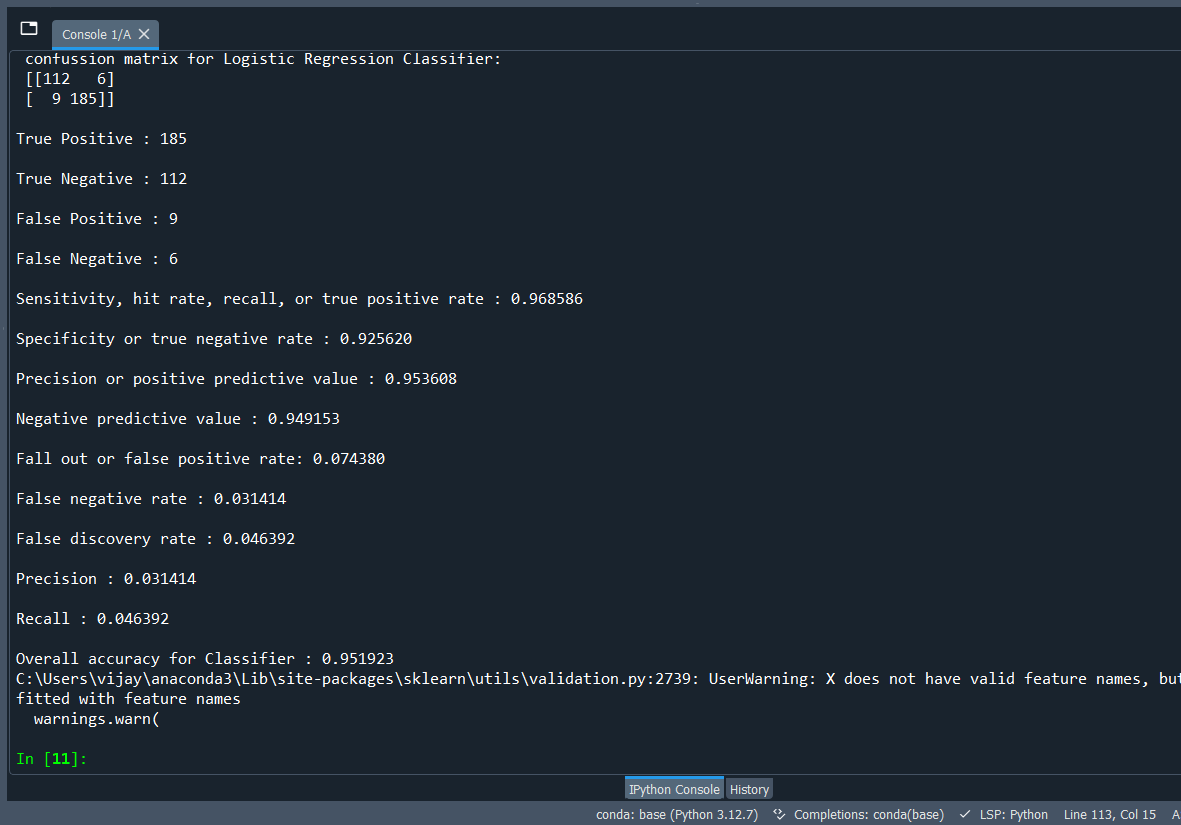 Console 1/A
confussion matrix for Logistic Regression Classifier:
[[112   6]
[  9 185]]
True Positive : 185
True Negative : 112
False Positive : 9
False Negative : 6
Sensitivity, hit rate, recall, or true positive rate : 0.968586
Specificity or true negative rate : 0.925620
Precision or positive predictive value : 0.953608
Negative predictive value : 0.949153
Fall out or false positive rate: 0.074380
False negative rate : 0.031414
False discovery rate : 0.046392
Precision : 0.031414
Recall : 0.046392
Overall accuracy for Classifier : 0.951923
C:\Users\vijay\anaconda3\Lib\site-packages\sklearn\utils\validation.py:2739: UserWarning: X does not have valid feature names, but
fitted with feature names
warnings.warn(
In [11]:
IPython Console History
conda: base (Python 3.12.7) Completions: conda(base) LSP: Python Line 113, Col 15 A